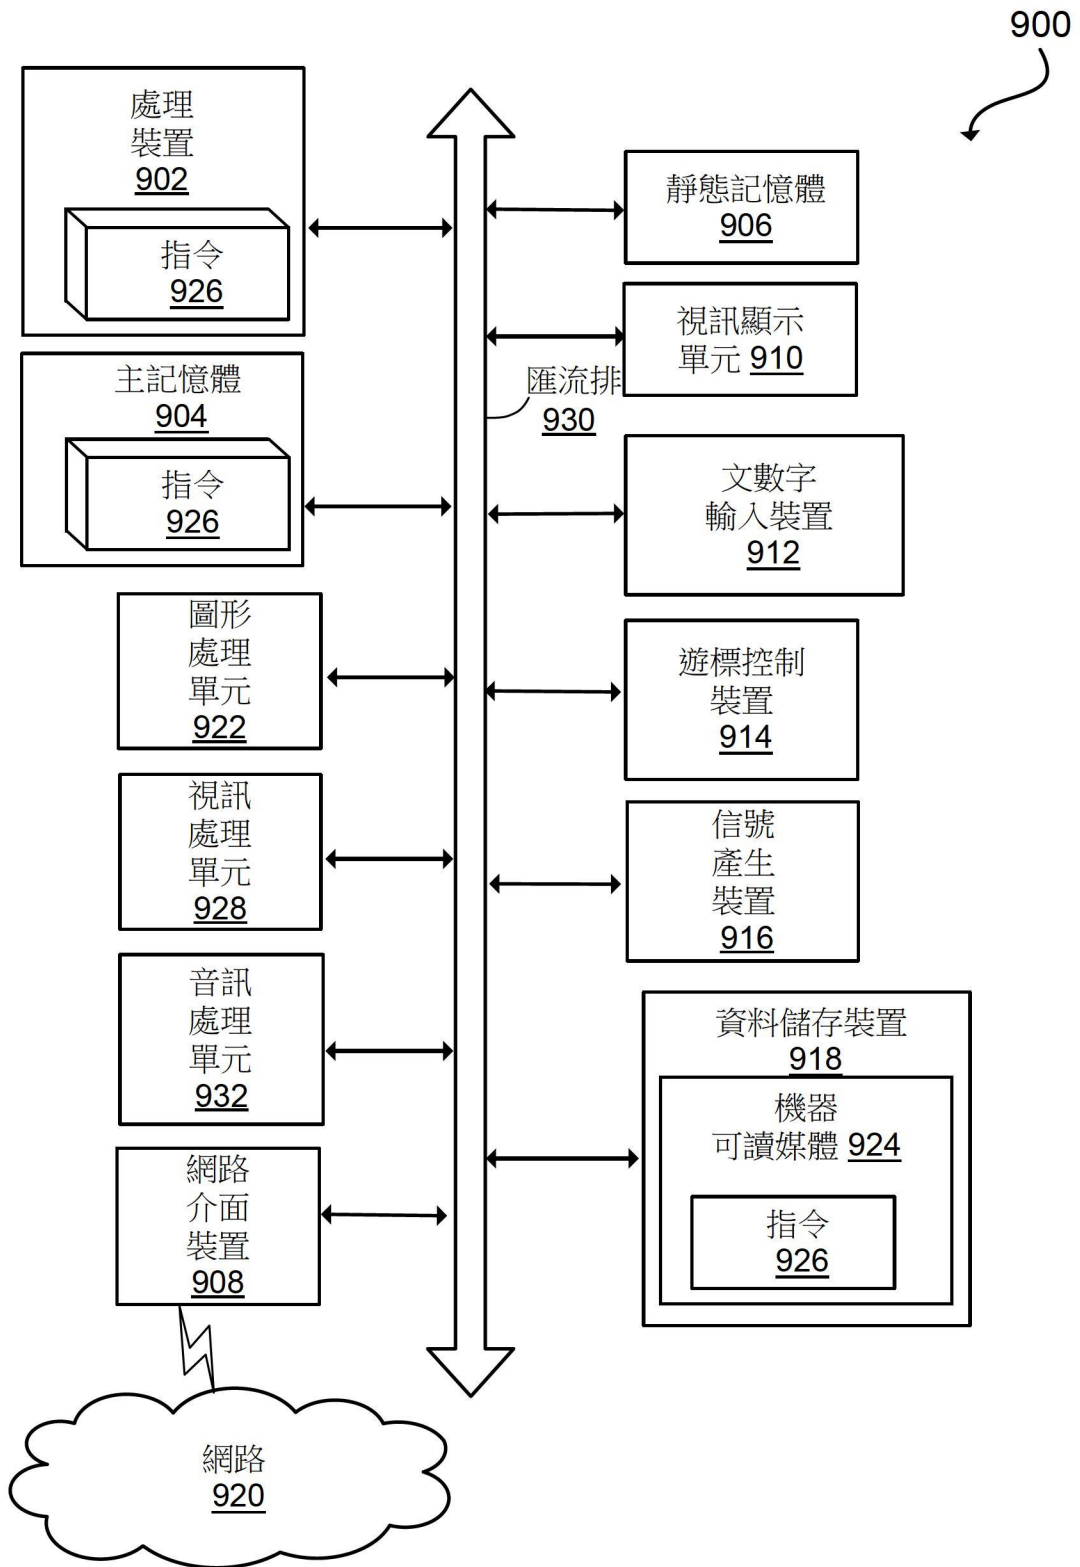 900
處理
裝置
902
指令
926
主記憶體
904
指令
926
圖形
處理
單元
922
視訊
處理
單元
928
音訊
處理
單元
932
網路
介面
裝置
908
網路
920
匯流排
930
靜態記憶體
906
視訊顯示
單元 910
文數字
輸入裝置
912
遊標控制
裝置
914
信號
產生
裝置
916
資料儲存裝置
918
機器
可讀媒體 924
指令
926